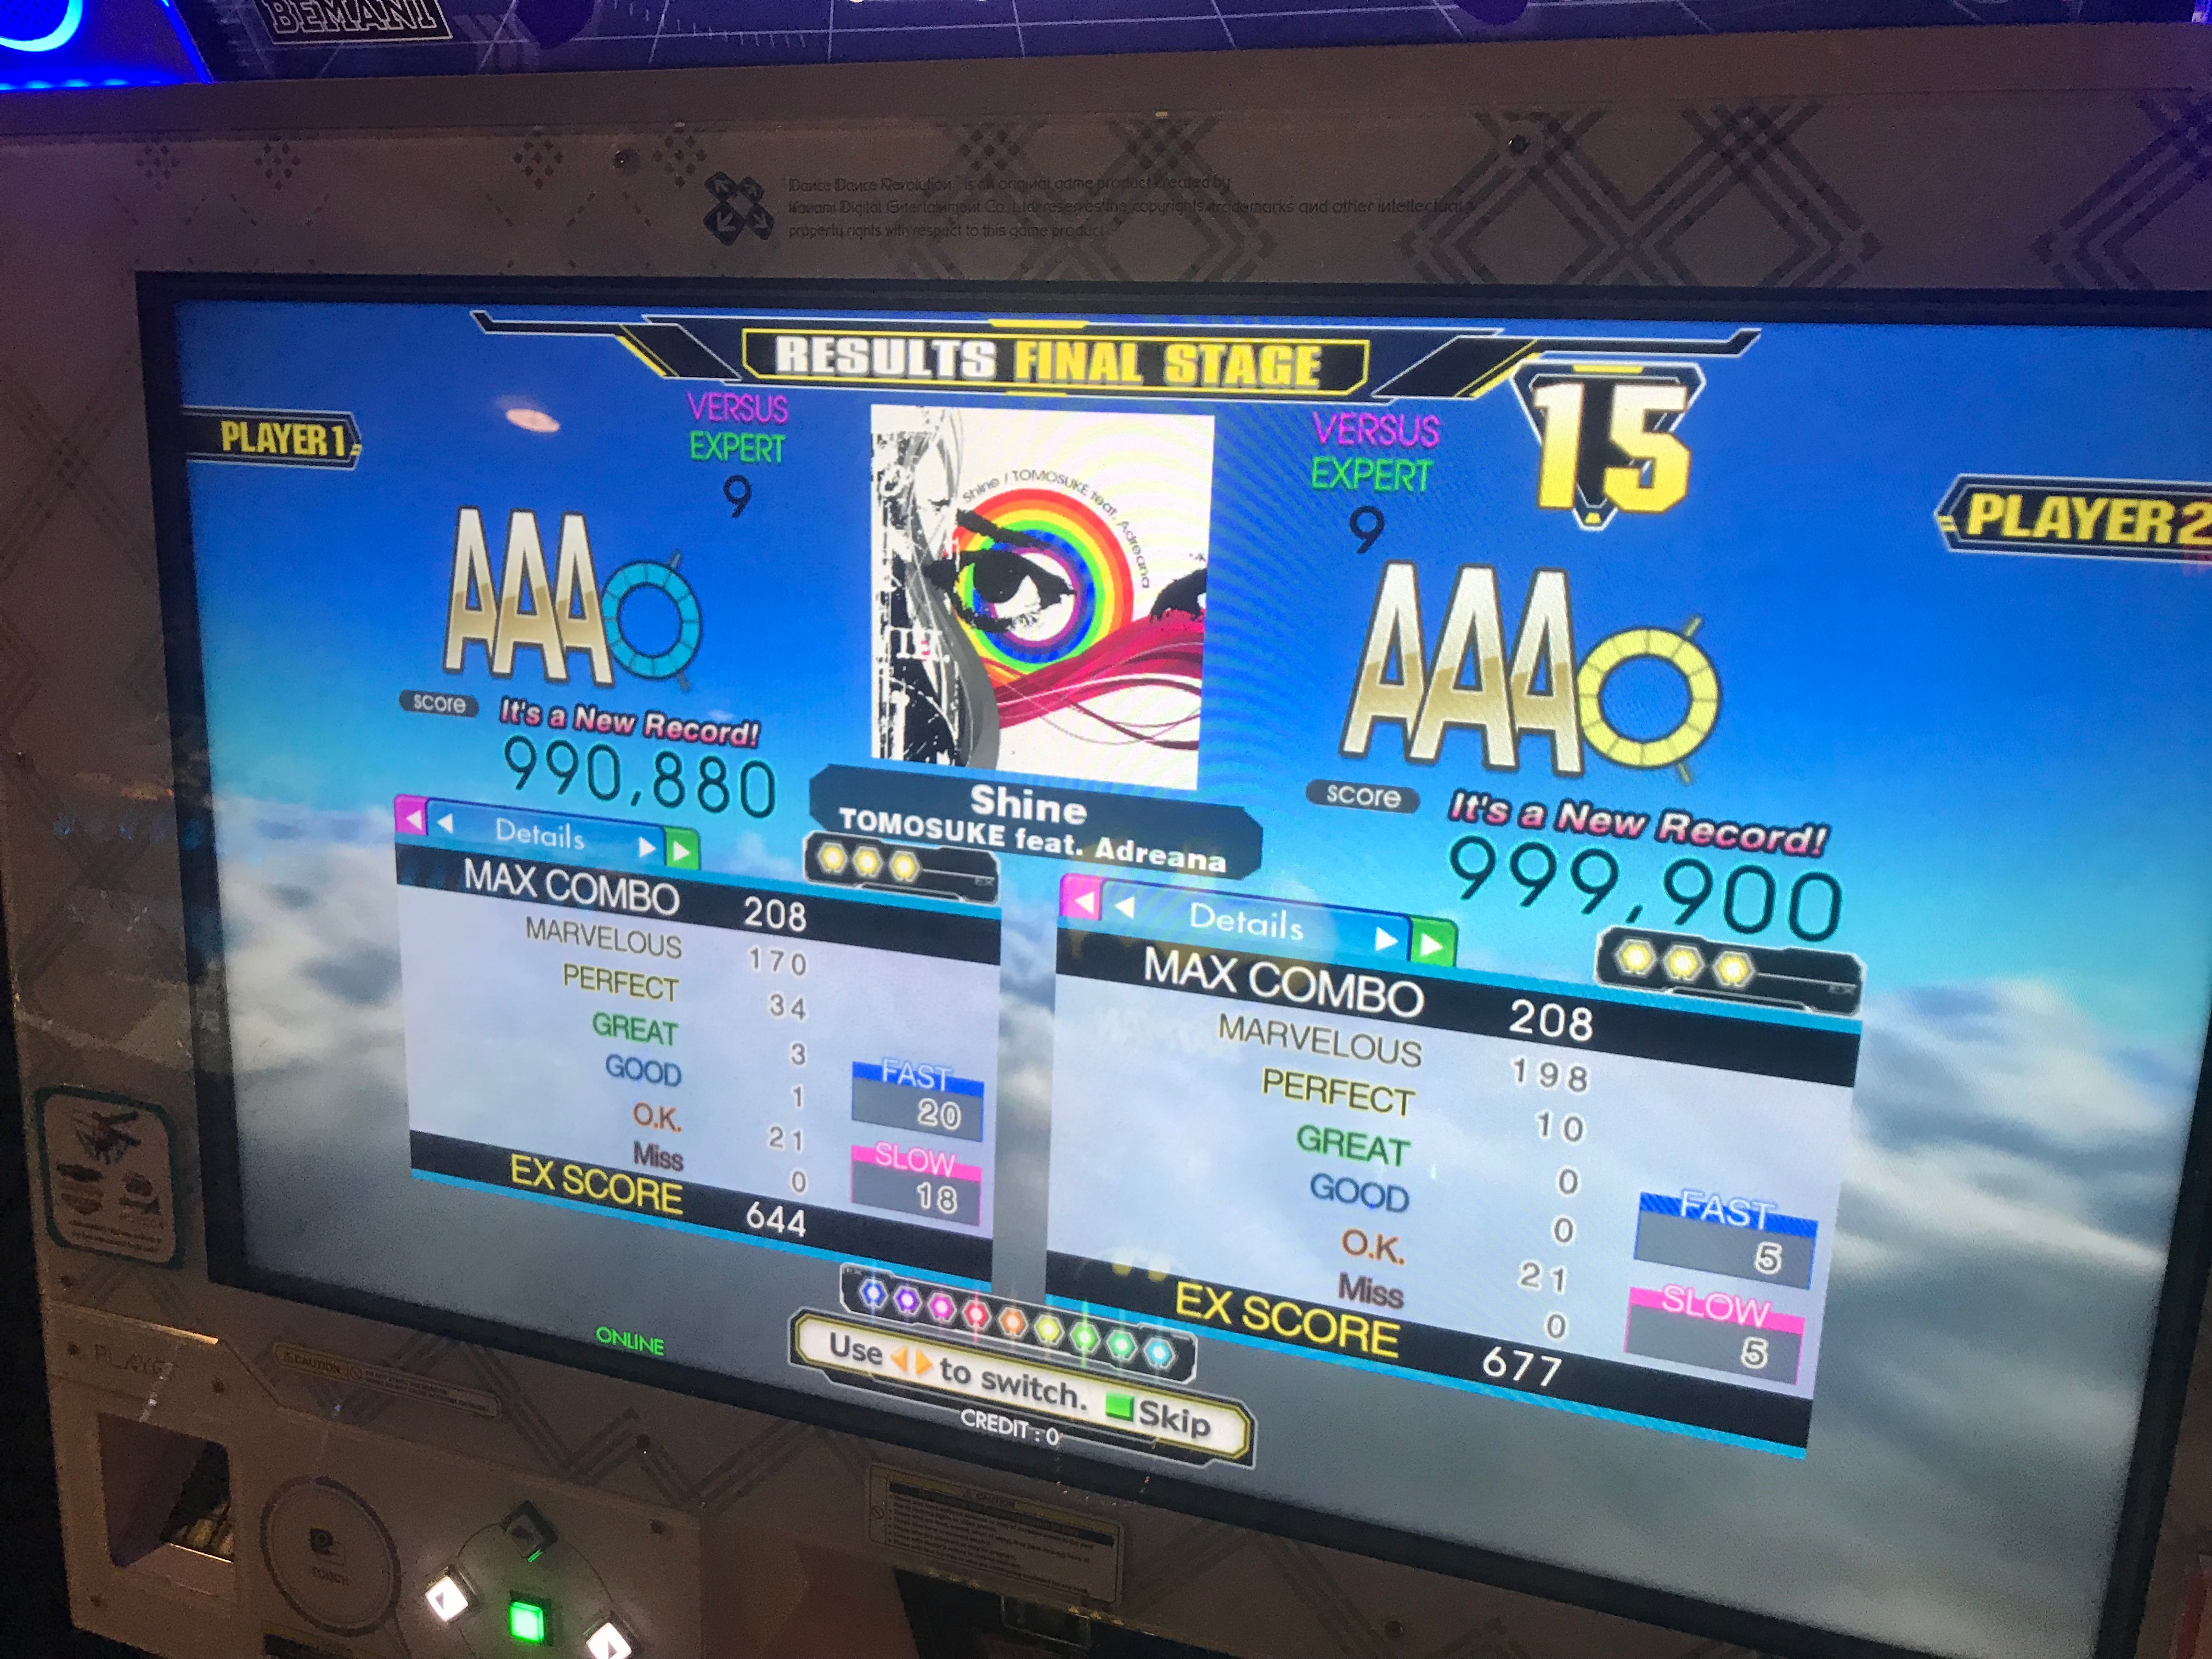 BEMANI
"Dance Dance Revolution" is an original game product created by
Konami Digital Entertainment Co., Ltd. reserves the copyrights, trademarks and other intellectual
property rights with respect to this game product.
RESULTS FINAL STAGE
15
PLAYER 1
VERSUS
EXPERT
9
AAA
score
It's a New Record!
990,880
Details
MAX COMBO 208
MARVELOUS 170
PERFECT 34
GREAT 3
GOOD 1
O.K. 21
Miss 0
EX SCORE 644
FAST
20
SLOW
18
Shine / TOMOSUKE feat. Adreana
Shine
TOMOSUKE feat. Adreana
VERSUS
EXPERT
9
PLAYER 2
AAA
score
It's a New Record!
999,900
Details
MAX COMBO 208
MARVELOUS 198
PERFECT 10
GREAT 0
GOOD 0
O.K. 21
Miss 0
EX SCORE 677
FAST
5
SLOW
5
ONLINE
Use to switch. Skip
CREDIT : 0
CAUTION
CAUTION
TOUCH